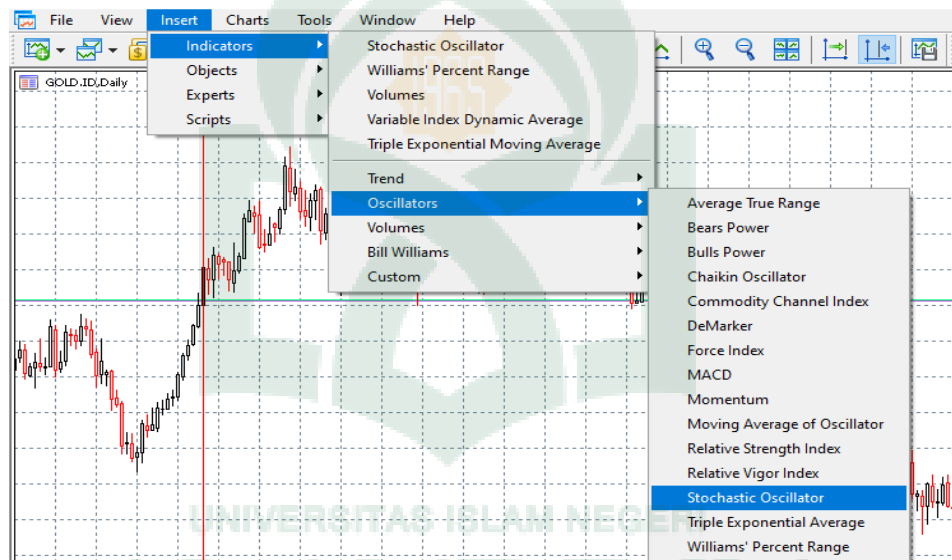 File View Insert Charts Tools Window Help
Indicators
Objects
Experts
Scripts
Stochastic Oscillator
Williams' Percent Range
Volumes
Variable Index Dynamic Average
Triple Exponential Moving Average
Trend
Oscillators
Volumes
Bill Williams
Custom
Average True Range
Bears Power
Bulls Power
Chaikin Oscillator
Commodity Channel Index
DeMarker
Force Index
MACD
Momentum
Moving Average of Oscillator
Relative Strength Index
Relative Vigor Index
Stochastic Oscillator
Triple Exponential Average
Williams' Percent Range
GOLD.ID,Daily
UNIVERSITAS ISLAM NEGERI